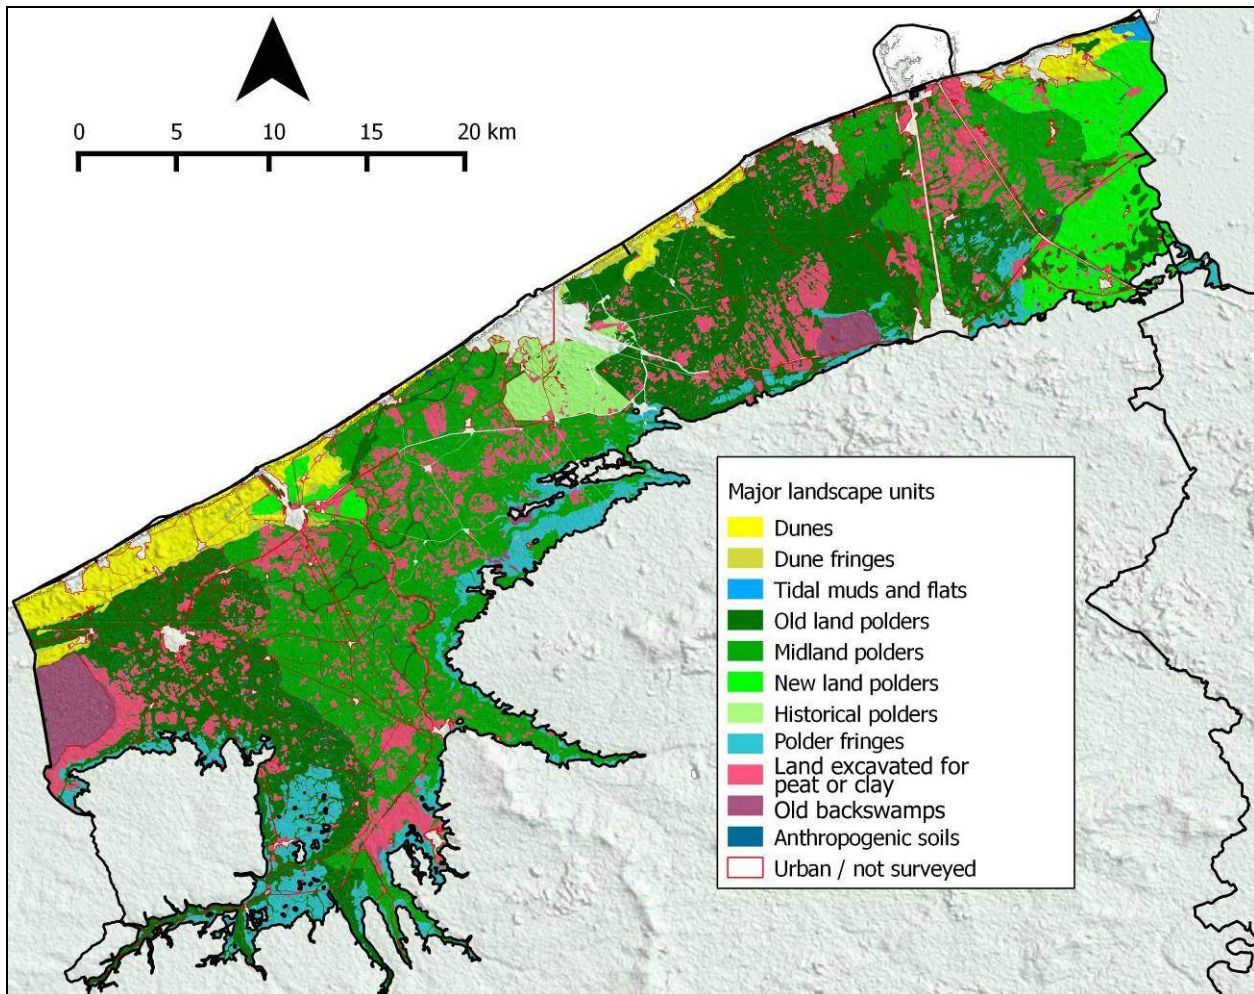 0 5 10 15 20 km
Major landscape units
Dunes
Dune fringes
Tidal muds and flats
Old land polders
Midland polders
New land polders
Historical polders
Polder fringes
Land excavated for
peat or clay
Old backswamps
Anthropogenic soils
Urban / not surveyed